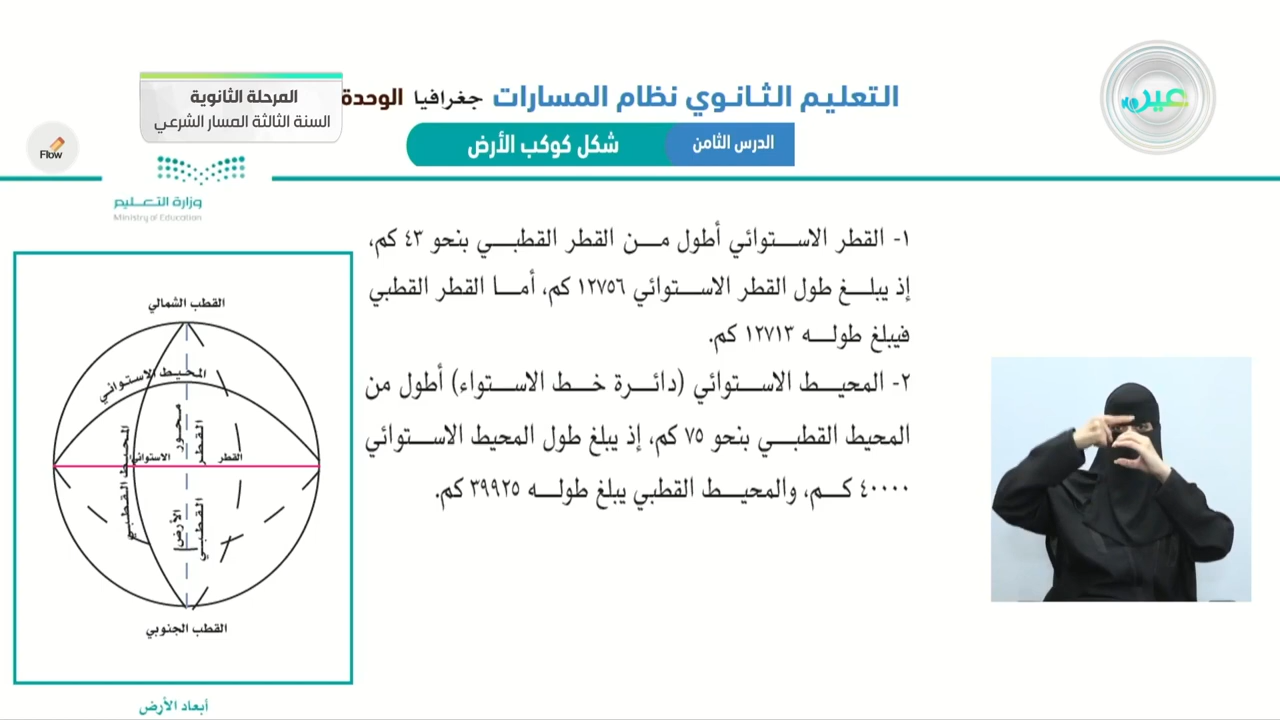 التعليم الثانوي نظام المسارات جغرافيا الوحدة
المرحلة الثانوية
السنة الثالثة المسار الشرعي
الدرس الثامن
شكل كوكب الأرض
عين
Flow
وزارة التعليم
Ministry of Education
١- القطر الاستوائي أطول من القطر القطبي بنحو ٤٣ كم،
إذ يبلغ طول القطر الاستوائي ١٢٧٥٦ كم، أما القطر القطبي
فيبلغ طوله ١٢٧١٣ كم.
٢- المحيط الاستوائي (دائرة خط الاستواء) أطول من
المحيط القطبي بنحو ٧٥ كم، إذ يبلغ طول المحيط الاستوائي
٤٠٠٠٠ كم، والمحيط القطبي يبلغ طوله ٣٩٩٢٥ كم.
القطب الشمالي
المحيط الاستوائي
المحيط القطبي
محور الأرض
القطر القطبي
القطر الاستوائي
القطب الجنوبي
أبعاد الأرض